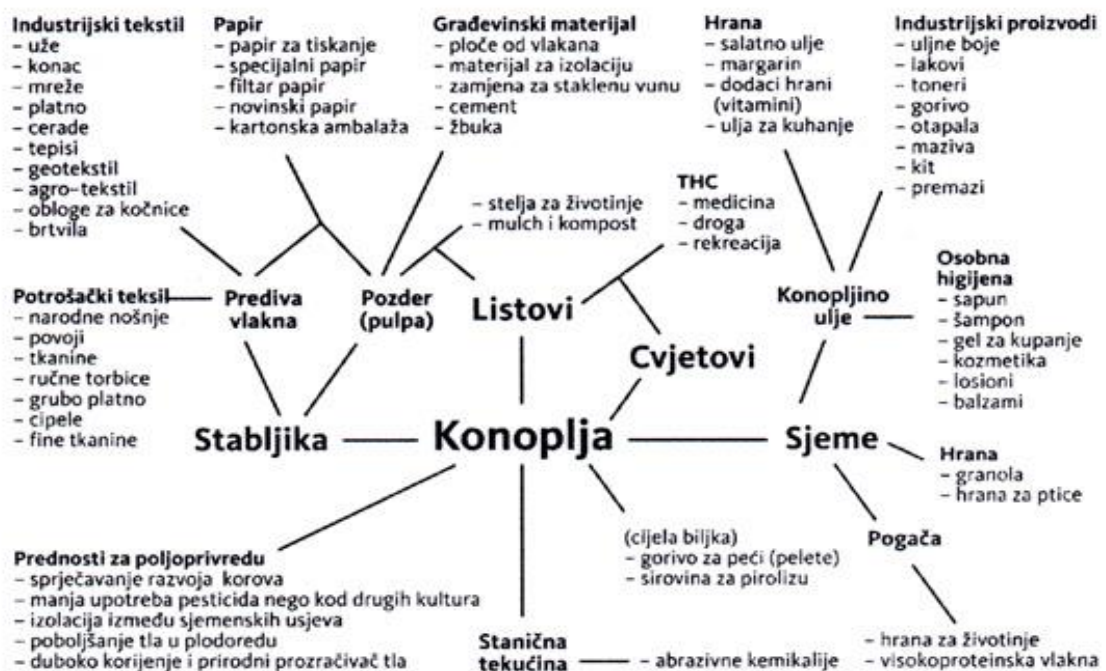 Industrijski tekstil
– uže
– konac
– mreže
– platno
– cerade
– tepisi
– geotekstil
– agro-tekstil
– obloge za kočnice
– brtvila
Papir
– papir za tiskanje
– specijalni papir
– filtar papir
– novinski papir
– kartonska ambalaža
Građevinski materijal
– ploče od vlakana
– materijal za izolaciju
– zamjena za staklenu vunu
– cement
– žbuka
Hrana
– salatno ulje
– margarin
– dodaci hrani
(vitamini)
– ulja za kuhanje
Industrijski proizvodi
– uljne boje
– lakovi
– toneri
– gorivo
– otapala
– maziva
– kit
– premazi
– stelja za životinje
– mulch i kompost
THC
– medicina
– droga
– rekreacija
Potrošački teksil
– narodne nošnje
– povoji
– tkanine
– ručne torbice
– grubo platno
– cipele
– fine tkanine
Prediva
vlakna
Pozder
(pulpa)
Listovi
Cvjetovi
Konopljino
ulje
Osobna
higijena
– sapun
– šampon
– gel za kupanje
– kozmetika
– losioni
– balzami
Stabljika
Konoplja
Sjeme
Hrana
– granola
– hrana za ptice
Prednosti za poljoprivredu
– sprječavanje razvoja korova
– manja upotreba pesticida nego kod drugih kultura
– izolacija između sjemenskih usjeva
– poboljšanje tla u plodoredu
– duboko korijenje i prirodni prozračivač tla
Stanična
tekućina
– abrazivne kemikalije
(cijela biljka)
– gorivo za peći (pelete)
– sirovina za pirolizu
Pogača
– hrana za životinje
– visokoproteinska vlakna